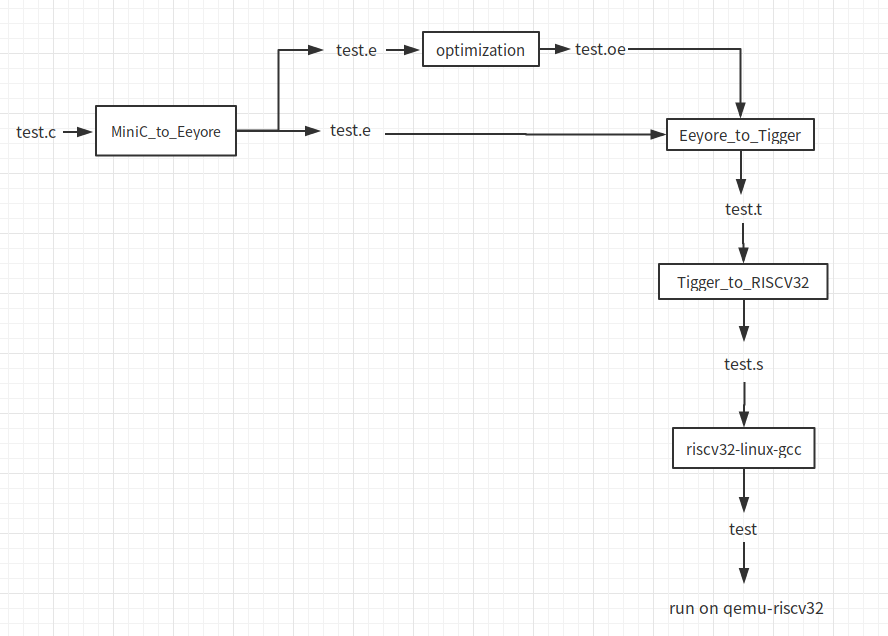 test.e
optimization
test.oe
test.c
MiniC_to_Eeyore
test.e
Eeyore_to_Tigger
test.t
Tigger_to_RISCV32
test.s
riscv32-linux-gcc
test
run on qemu-riscv32